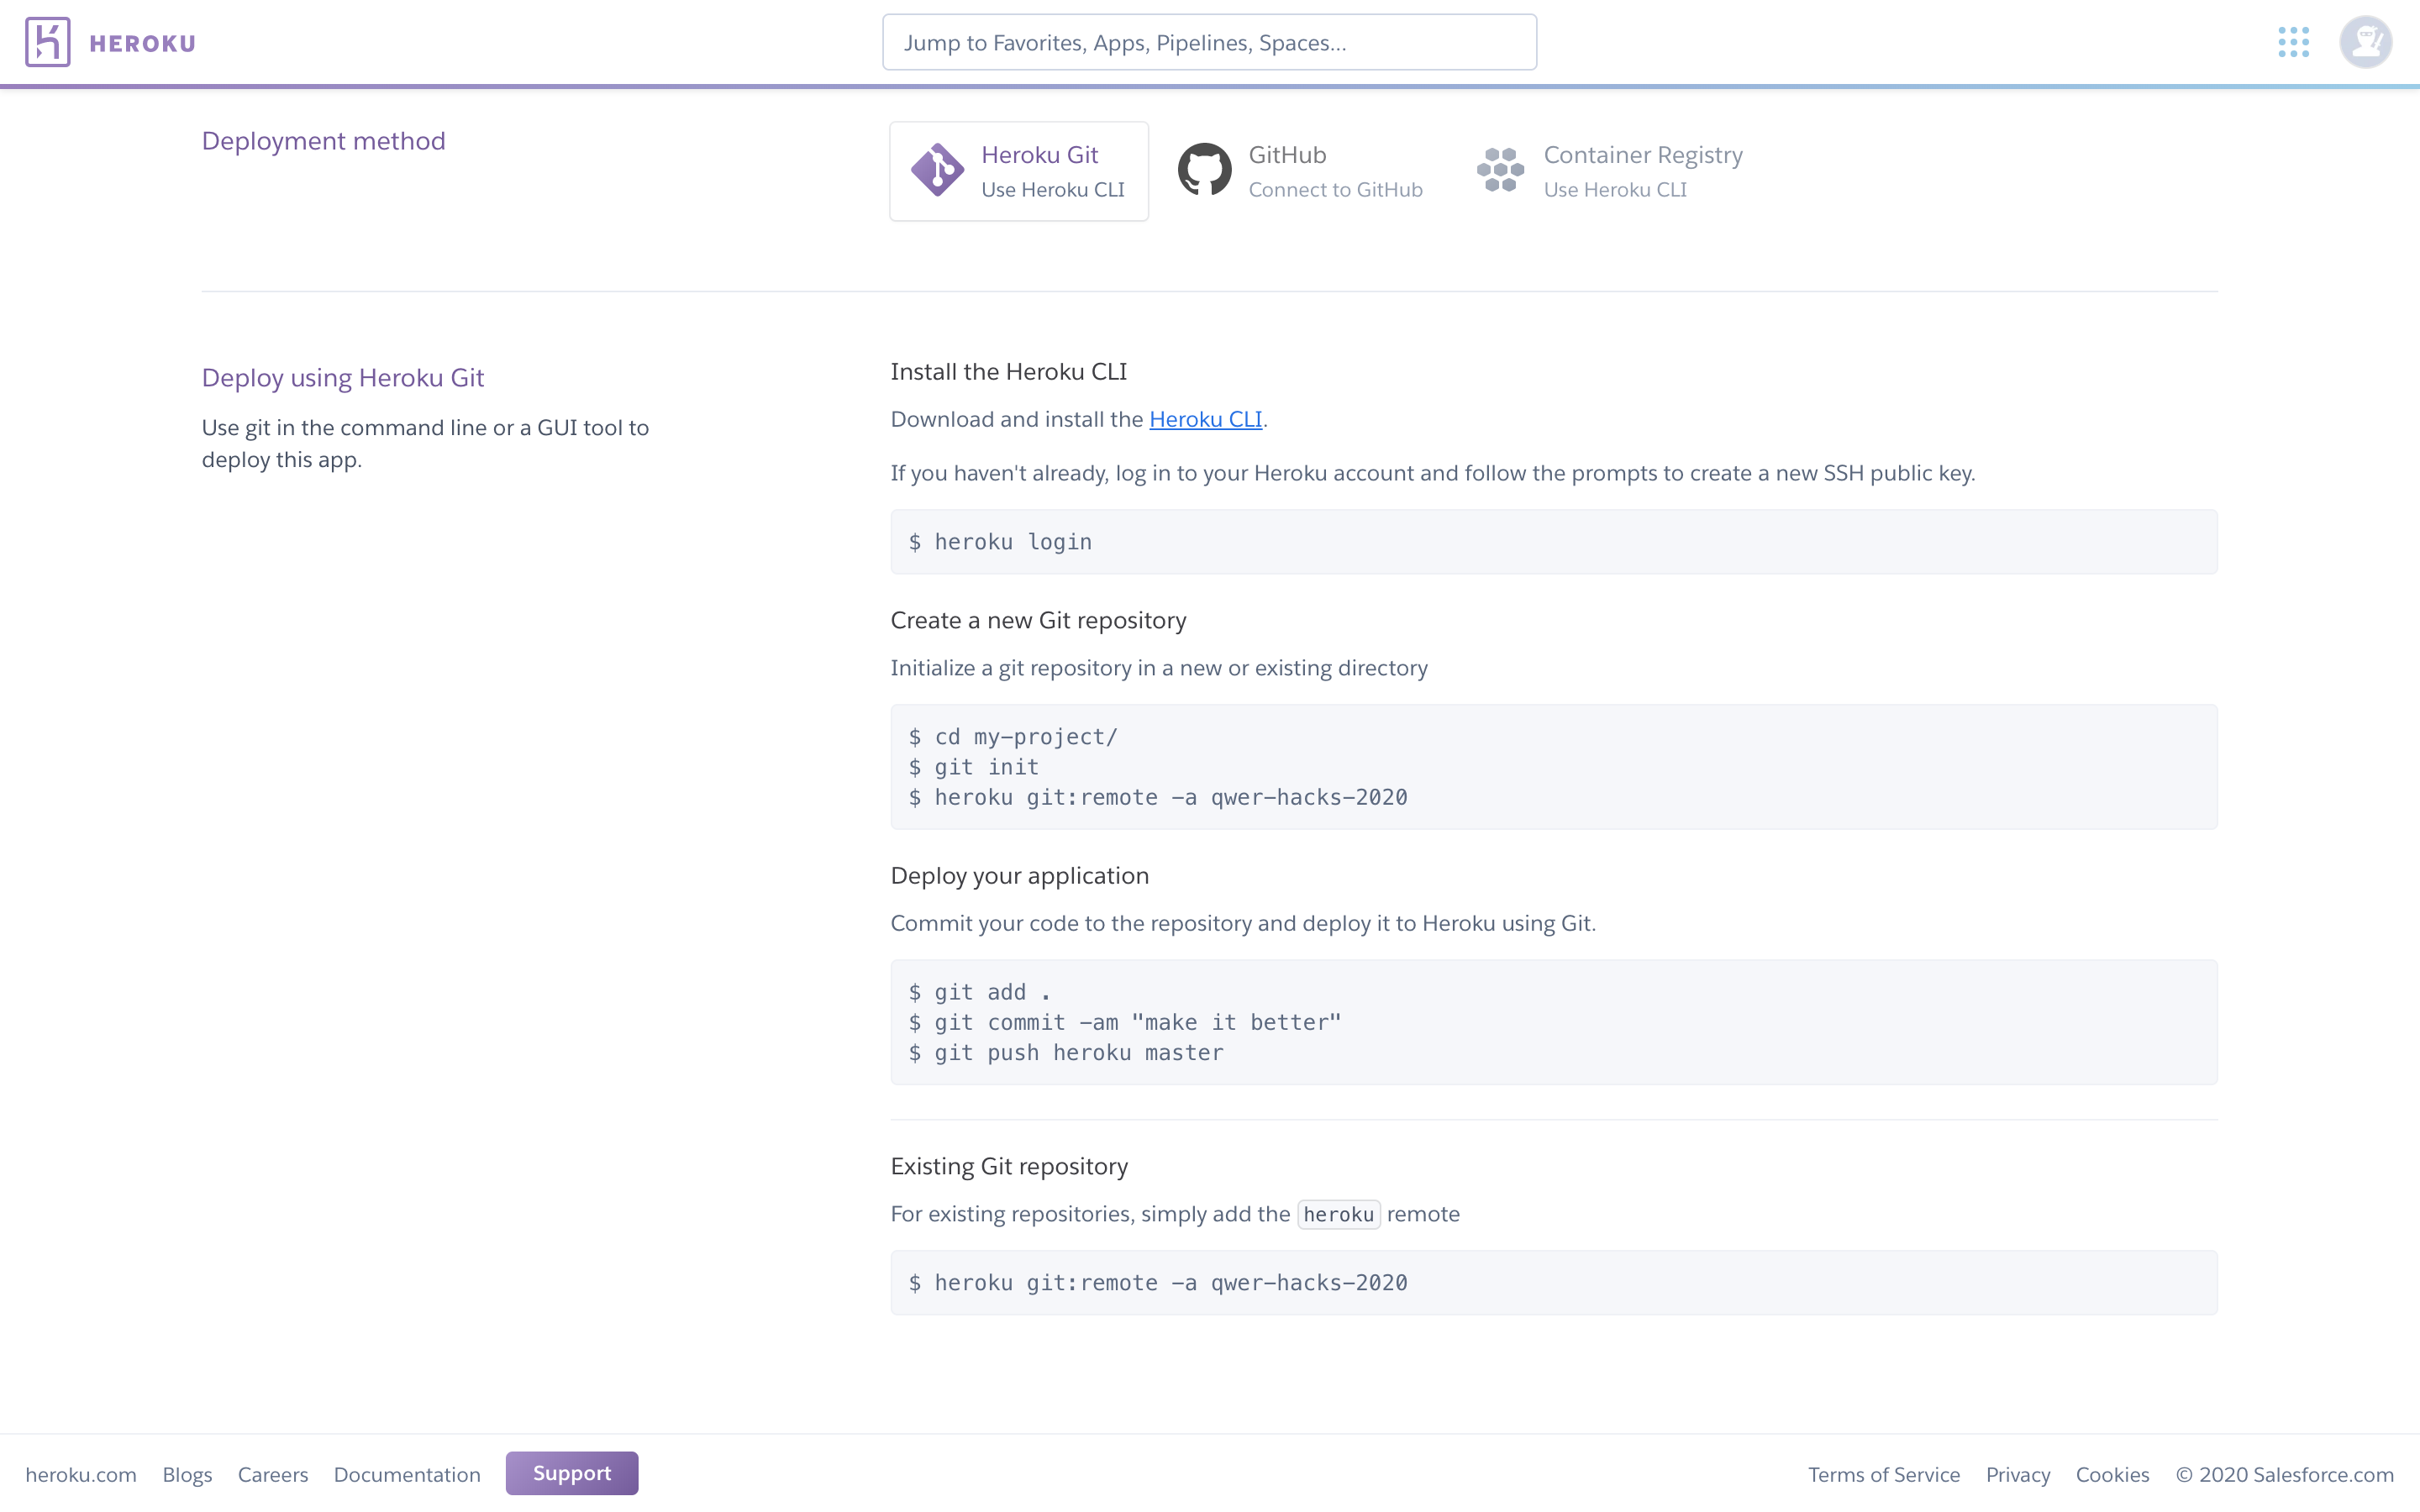 HEROKU
Jump to Favorites, Apps, Pipelines, Spaces...
Deployment method
Heroku Git
Use Heroku CLI
GitHub
Connect to GitHub
Container Registry
Use Heroku CLI
Deploy using Heroku Git
Use git in the command line or a GUI tool to
deploy this app.
Install the Heroku CLI
Download and install the Heroku CLI.
If you haven't already, log in to your Heroku account and follow the prompts to create a new SSH public key.
$ heroku login
Create a new Git repository
Initialize a git repository in a new or existing directory
$ cd my-project/
$ git init
$ heroku git:remote -a qwer-hacks-2020
Deploy your application
Commit your code to the repository and deploy it to Heroku using Git.
$ git add .
$ git commit -am "make it better"
$ git push heroku master
Existing Git repository
For existing repositories, simply add the heroku remote
$ heroku git:remote -a qwer-hacks-2020
heroku.com Blogs Careers Documentation Support Terms of Service Privacy Cookies © 2020 Salesforce.com